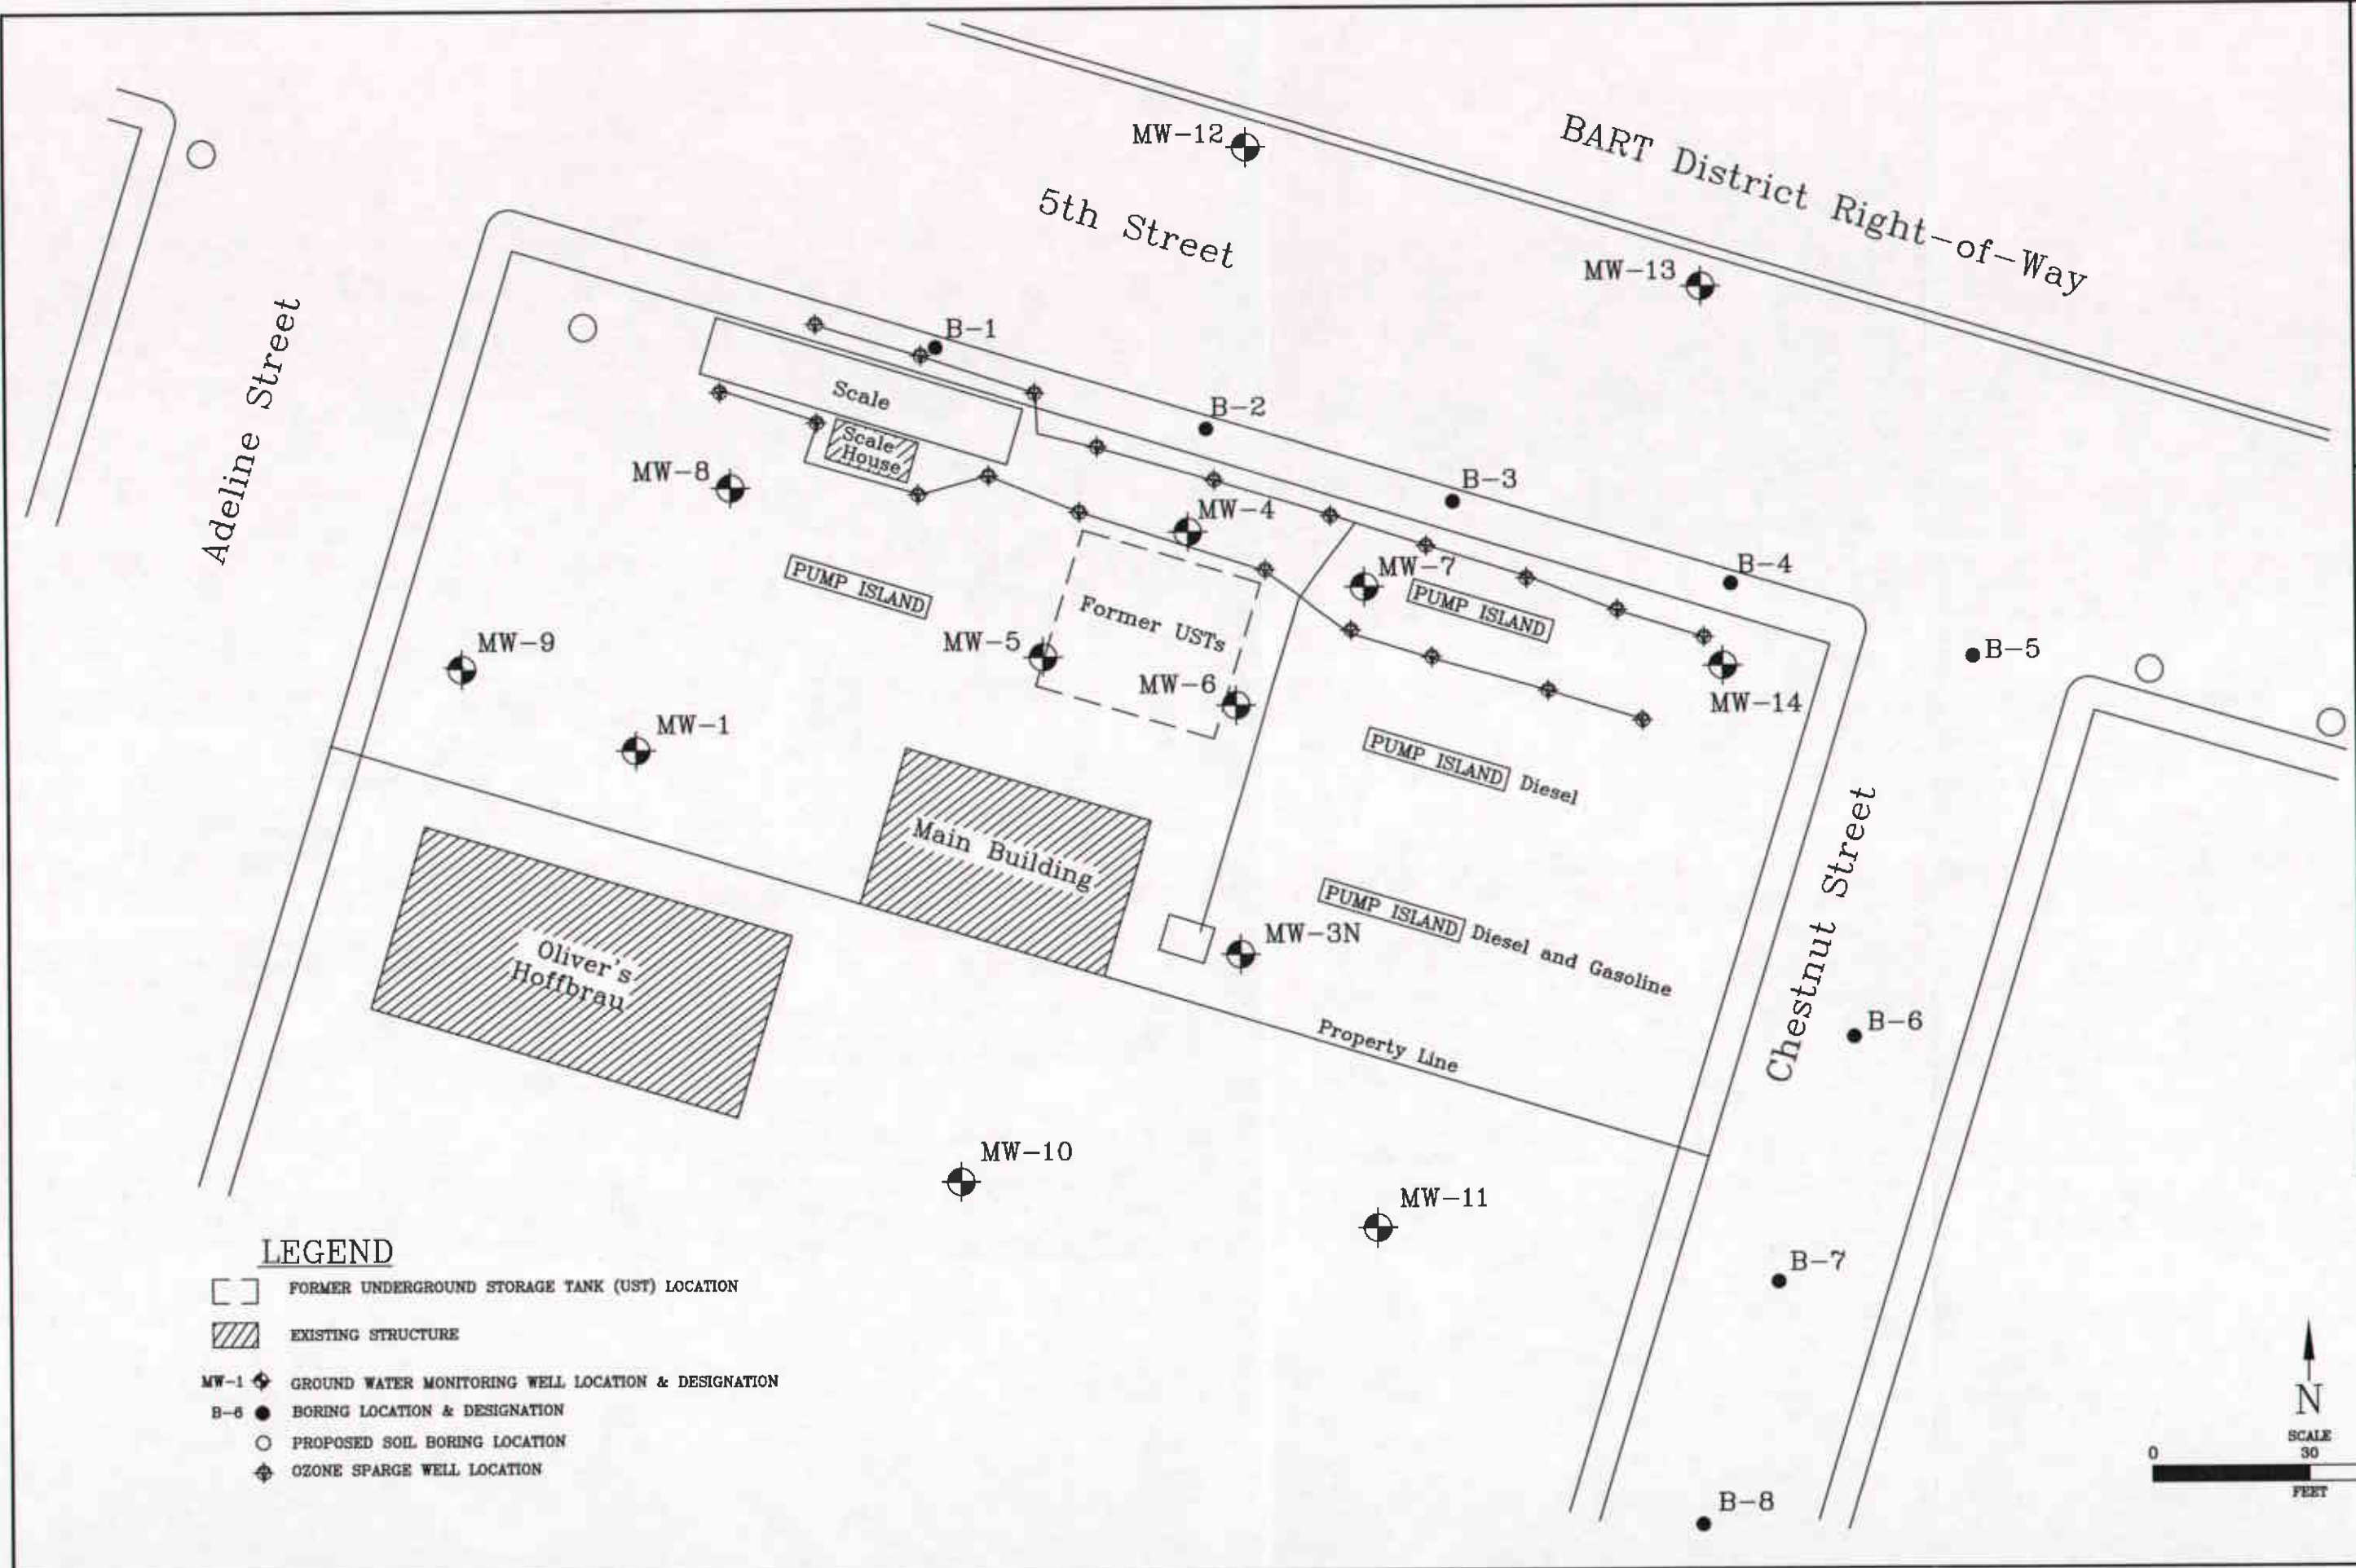 MW-12
BART District Right-of-Way
5th Street
MW-13
Adeline Street
B-1
Scale
B-2
Scale
House
MW-8
B-3
MW-4
PUMP ISLAND
MW-7
B-4
PUMP ISLAND
Former USTs
MW-5
MW-9
B-5
MW-6
MW-14
MW-1
PUMP ISLAND Diesel
Main Building
Chestnut Street
PUMP ISLAND Diesel and Gasoline
MW-3N
Oliver's
Hoffbrau
Property Line
B-6
MW-10
MW-11
B-7
B-8
LEGEND
FORMER UNDERGROUND STORAGE TANK (UST) LOCATION
EXISTING STRUCTURE
MW-1 GROUND WATER MONITORING WELL LOCATION & DESIGNATION
B-6 BORING LOCATION & DESIGNATION
PROPOSED SOIL BORING LOCATION
OZONE SPARGE WELL LOCATION
N
SCALE
0 30
FEET